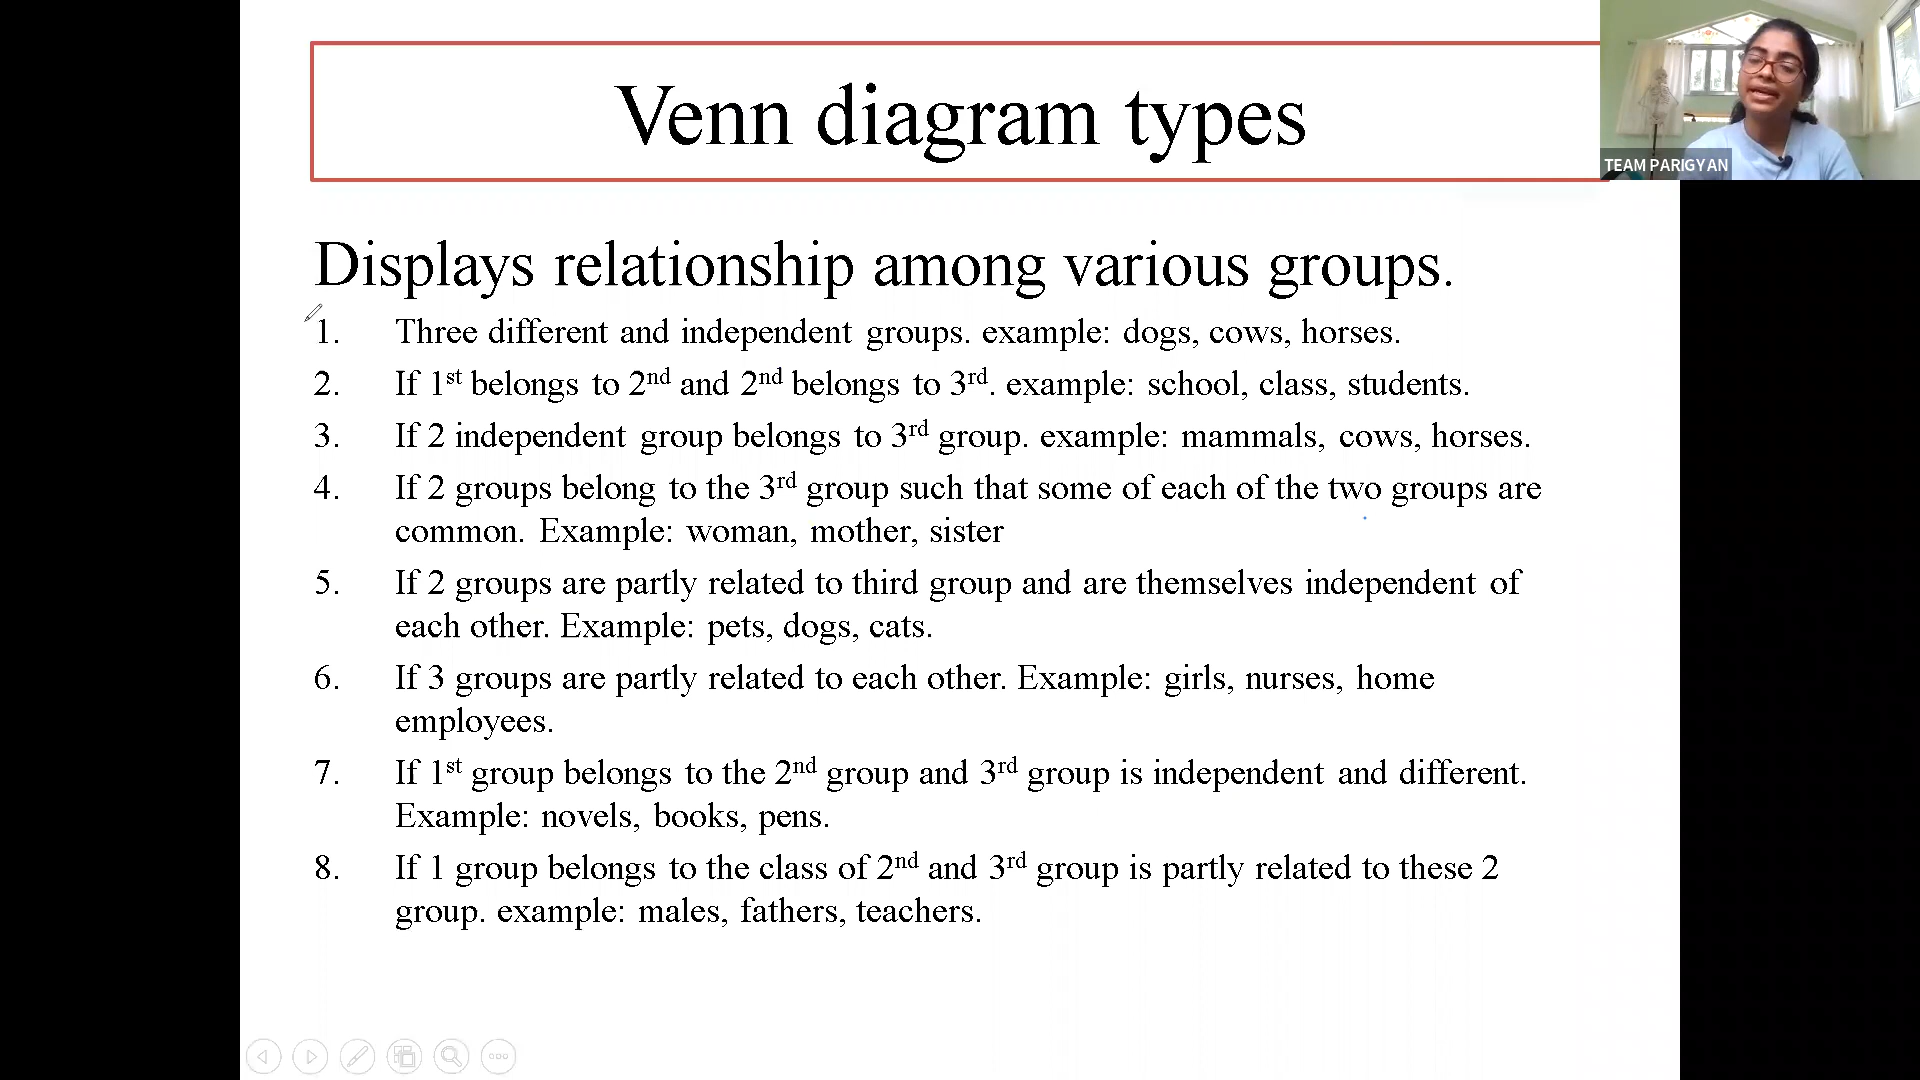 Venn diagram types
TEAM PARIGYAN
Displays relationship among various groups.
1. Three different and independent groups. example: dogs, cows, horses.
2. If 1st belongs to 2nd and 2nd belongs to 3rd. example: school, class, students.
3. If 2 independent group belongs to 3rd group. example: mammals, cows, horses.
4. If 2 groups belong to the 3rd group such that some of each of the two groups are
common. Example: woman, mother, sister
5. If 2 groups are partly related to third group and are themselves independent of
each other. Example: pets, dogs, cats.
6. If 3 groups are partly related to each other. Example: girls, nurses, home
employees.
7. If 1st group belongs to the 2nd group and 3rd group is independent and different.
Example: novels, books, pens.
8. If 1 group belongs to the class of 2nd and 3rd group is partly related to these 2
group. example: males, fathers, teachers.